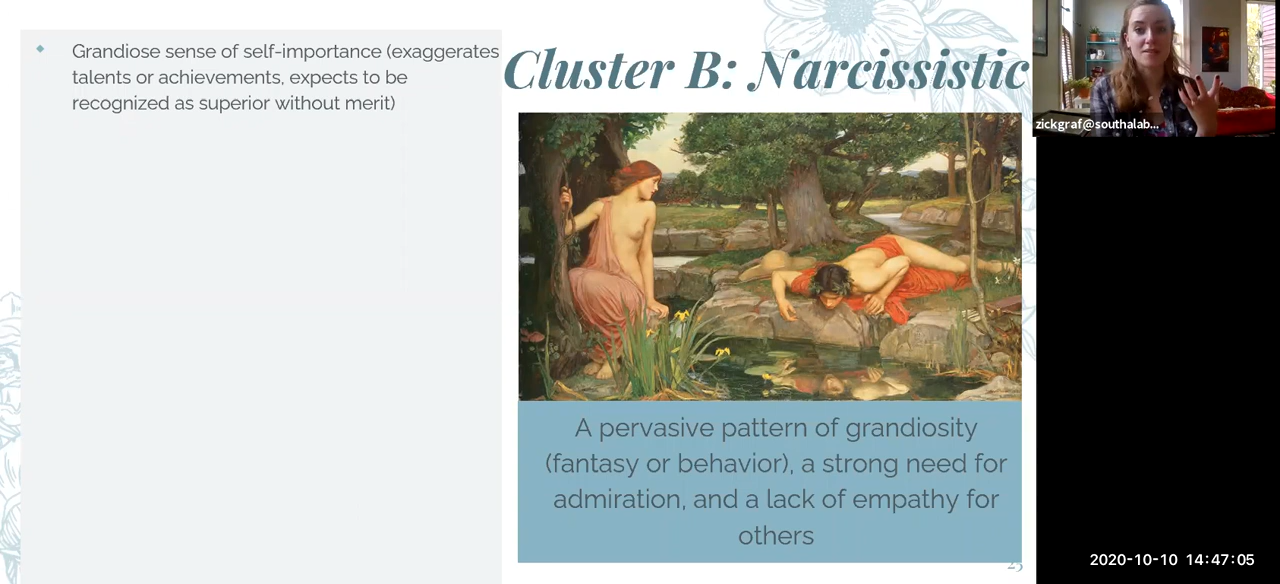 Grandiose sense of self-importance (exaggerates
talents or achievements, expects to be
recognized as superior without merit)
Cluster B: Narcissistic
A pervasive pattern of grandiosity
(fantasy or behavior), a strong need for
admiration, and a lack of empathy for
others
zickgraf@southalab...
2020-10-10 14:47:05